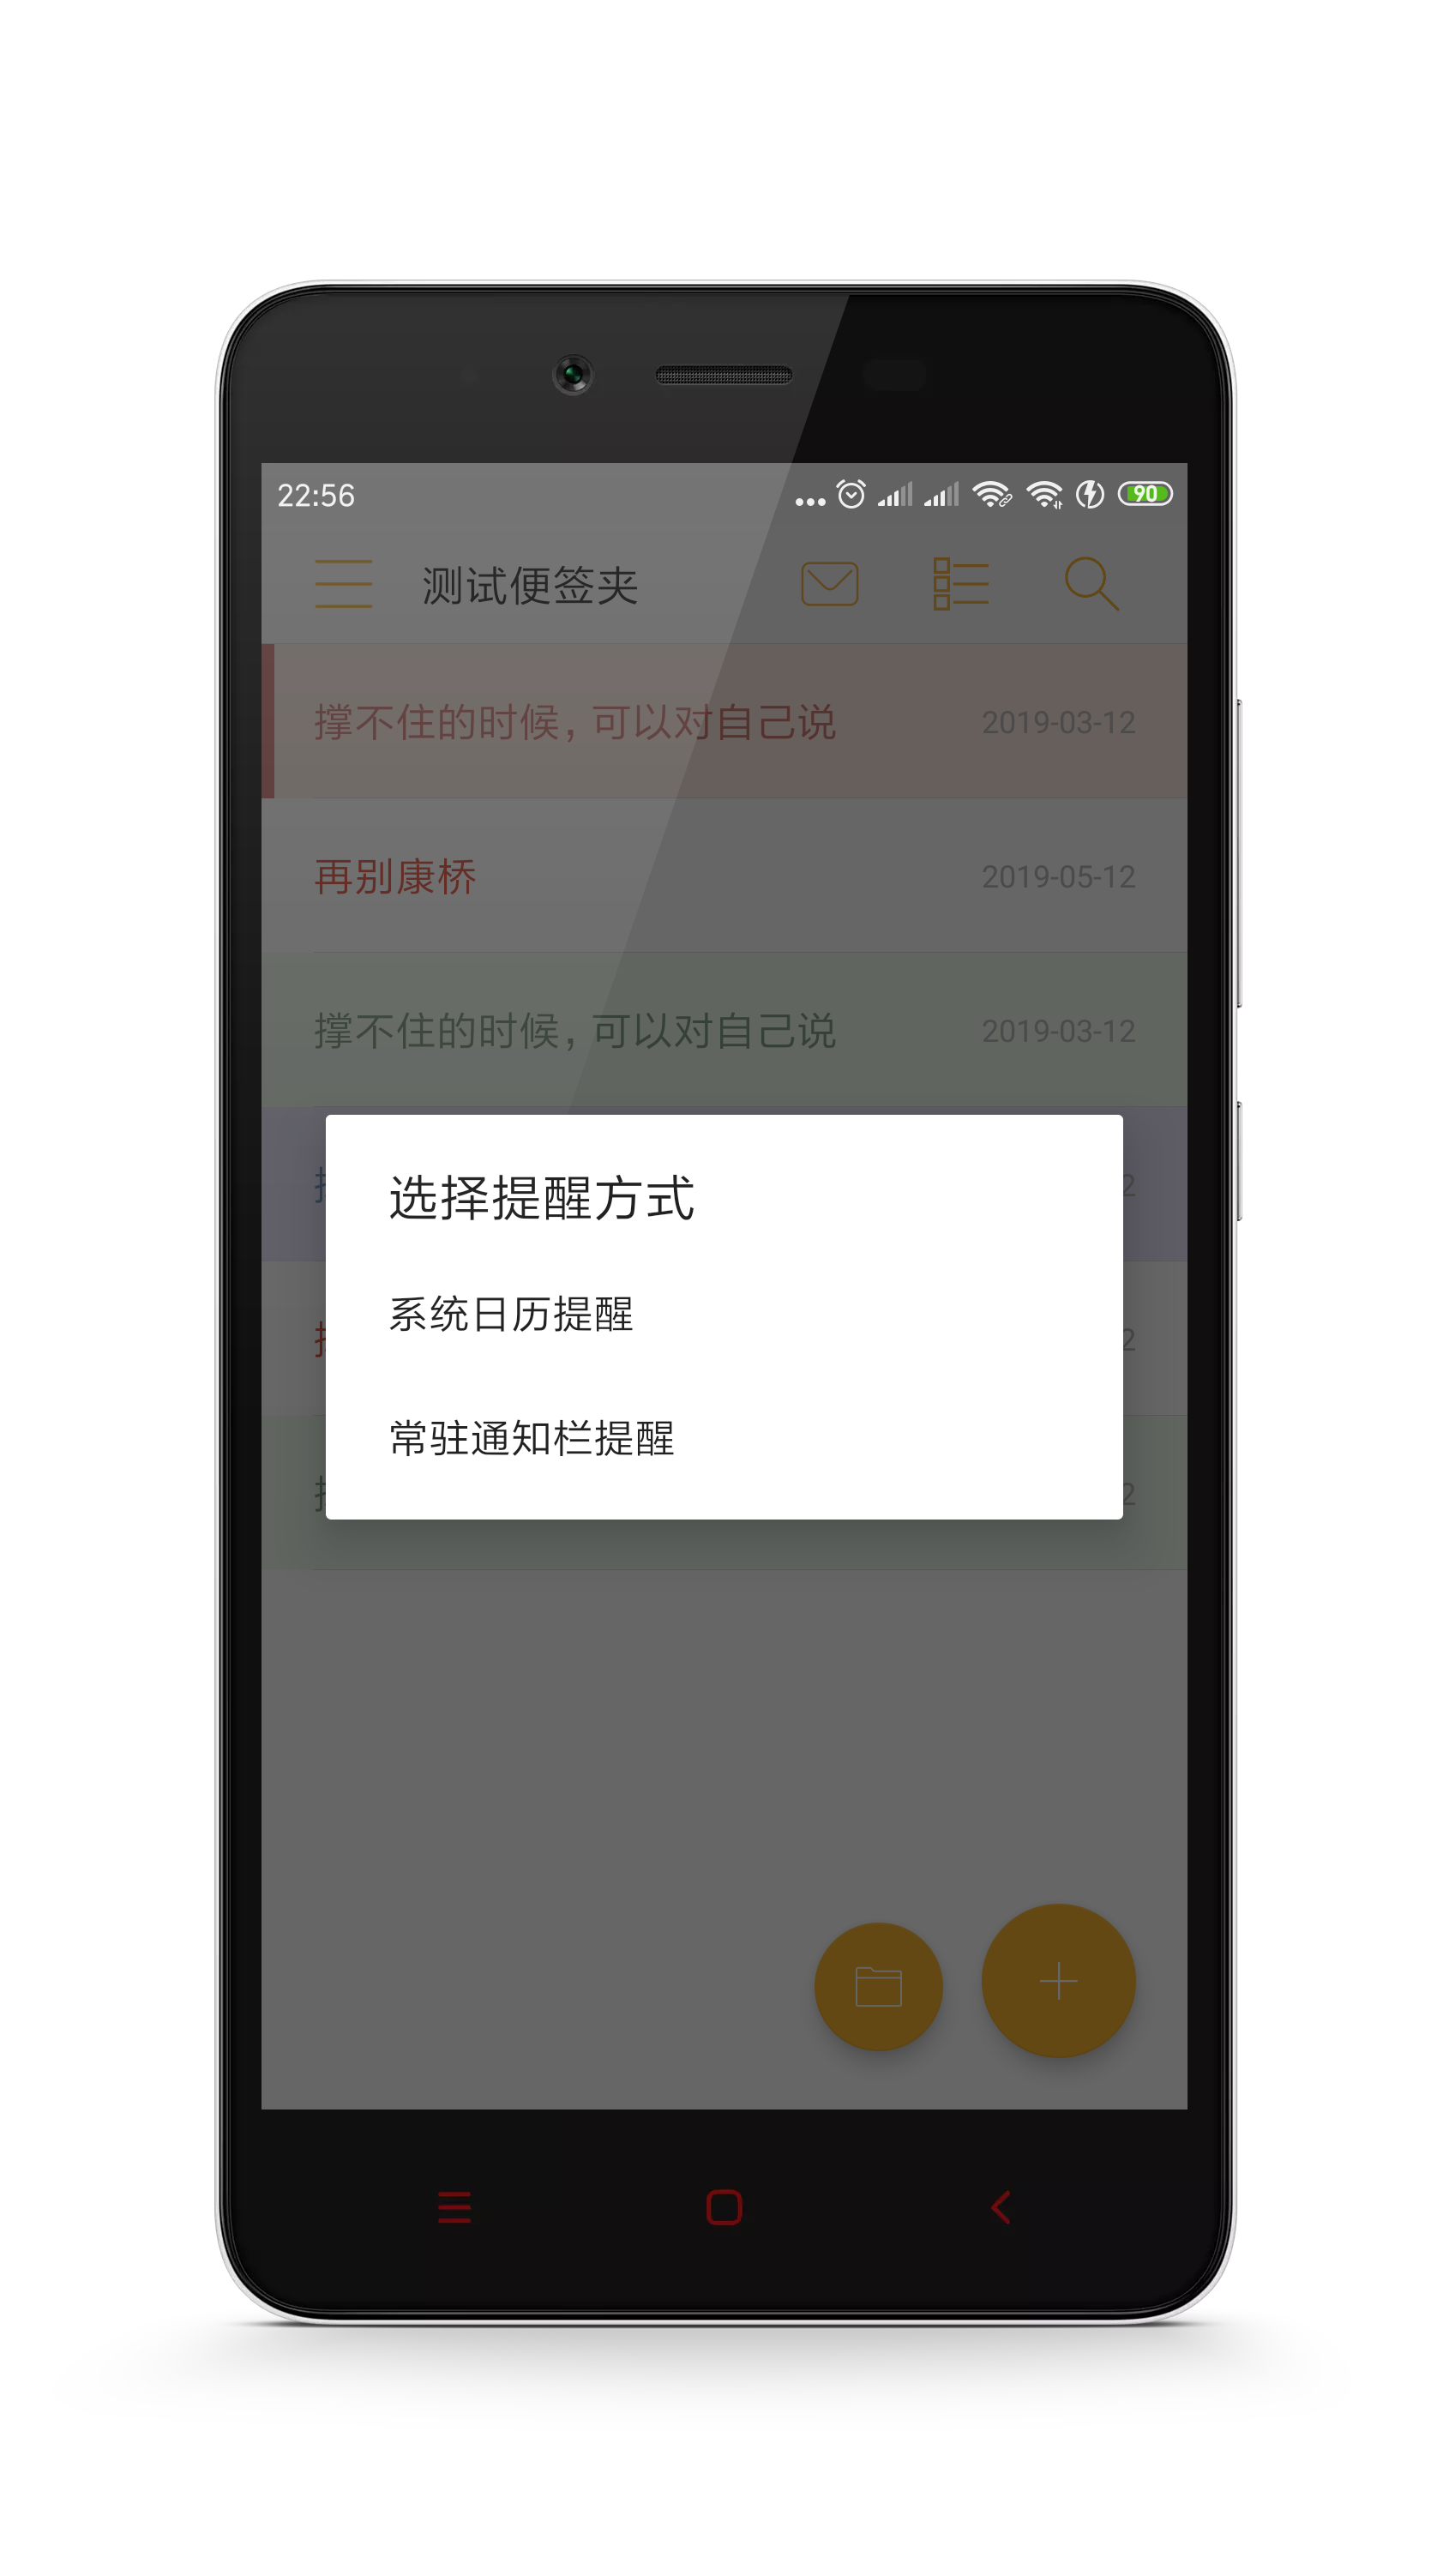 22:56
90
测试便签夹
撑不住的时候，可以对自己说
2019-03-12
再别康桥
2019-05-12
撑不住的时候，可以对自己说
2019-03-12
选择提醒方式
系统日历提醒
常驻通知栏提醒